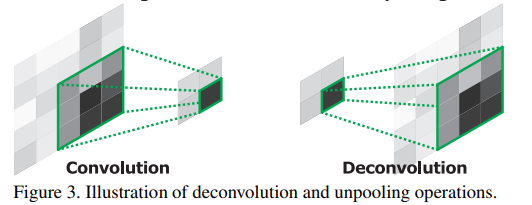 Convolution Deconvolution
Figure 3. Illustration of deconvolution and unpooling operations.